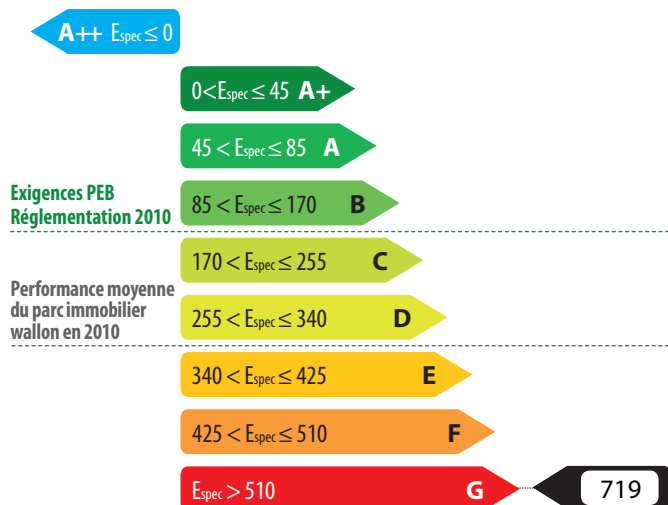 A++ Espec ≤ 0
0<Espec ≤ 45 A+
45 < Espec ≤ 85 A
Exigences PEB
Réglementation 2010
85 < Espec ≤ 170 B
170 < Espec ≤ 255 C
Performance moyenne
du parc immobilier
wallon en 2010
255 < Espec ≤ 340 D
340 < Espec ≤ 425 E
425 < Espec ≤ 510 F
Espec > 510 G 719